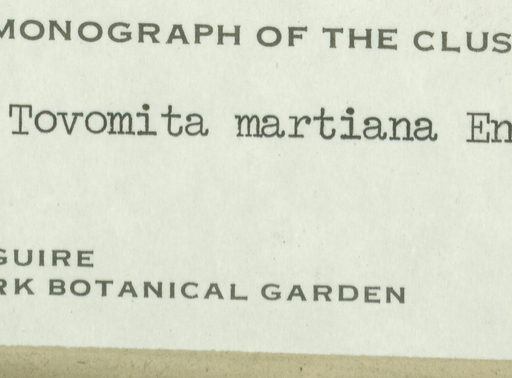 MONOGRAPH OF THE CLUS
Tovomita martiana En
GUIRE
RK BOTANICAL GARDEN